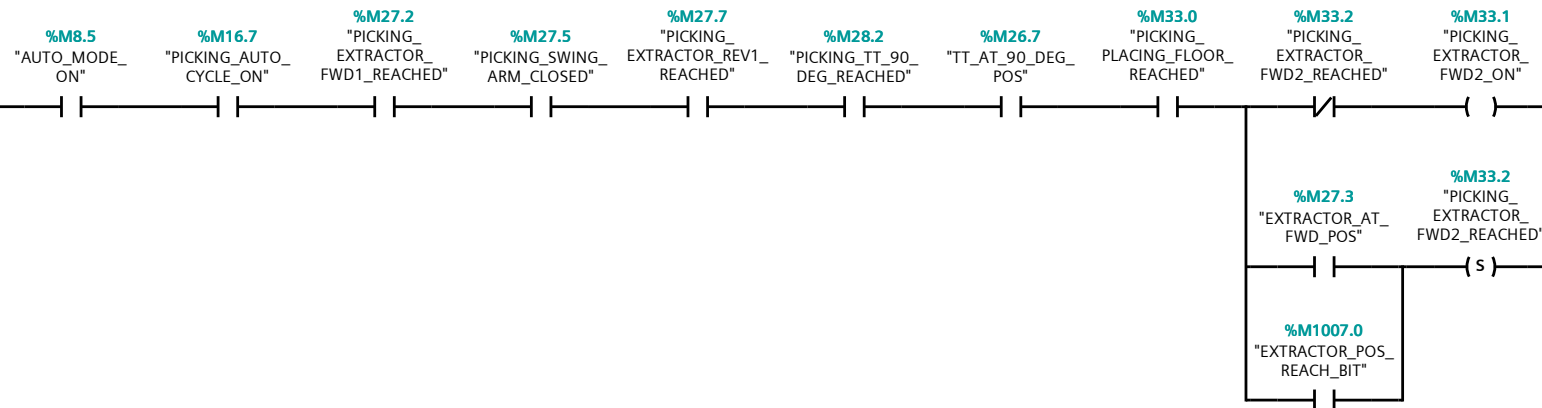 %M8.5
"AUTO_MODE_
ON"
%M16.7
"PICKING_AUTO_
CYCLE_ON"
%M27.2
"PICKING_
EXTRACTOR_
FWD1_REACHED"
%M27.5
"PICKING_SWING_
ARM_CLOSED"
%M27.7
"PICKING_
EXTRACTOR_REV1_
REACHED"
%M28.2
"PICKING_TT_90_
DEG_REACHED"
%M26.7
"TT_AT_90_DEG_
POS"
%M33.0
"PICKING_
PLACING_FLOOR_
REACHED"
%M33.2
"PICKING_
EXTRACTOR_
FWD2_REACHED"
%M33.1
"PICKING_
EXTRACTOR_
FWD2_ON"
%M27.3
"EXTRACTOR_AT_
FWD_POS"
%M33.2
"PICKING_
EXTRACTOR_
FWD2_REACHED"
S
%M1007.0
"EXTRACTOR_POS_
REACH_BIT"